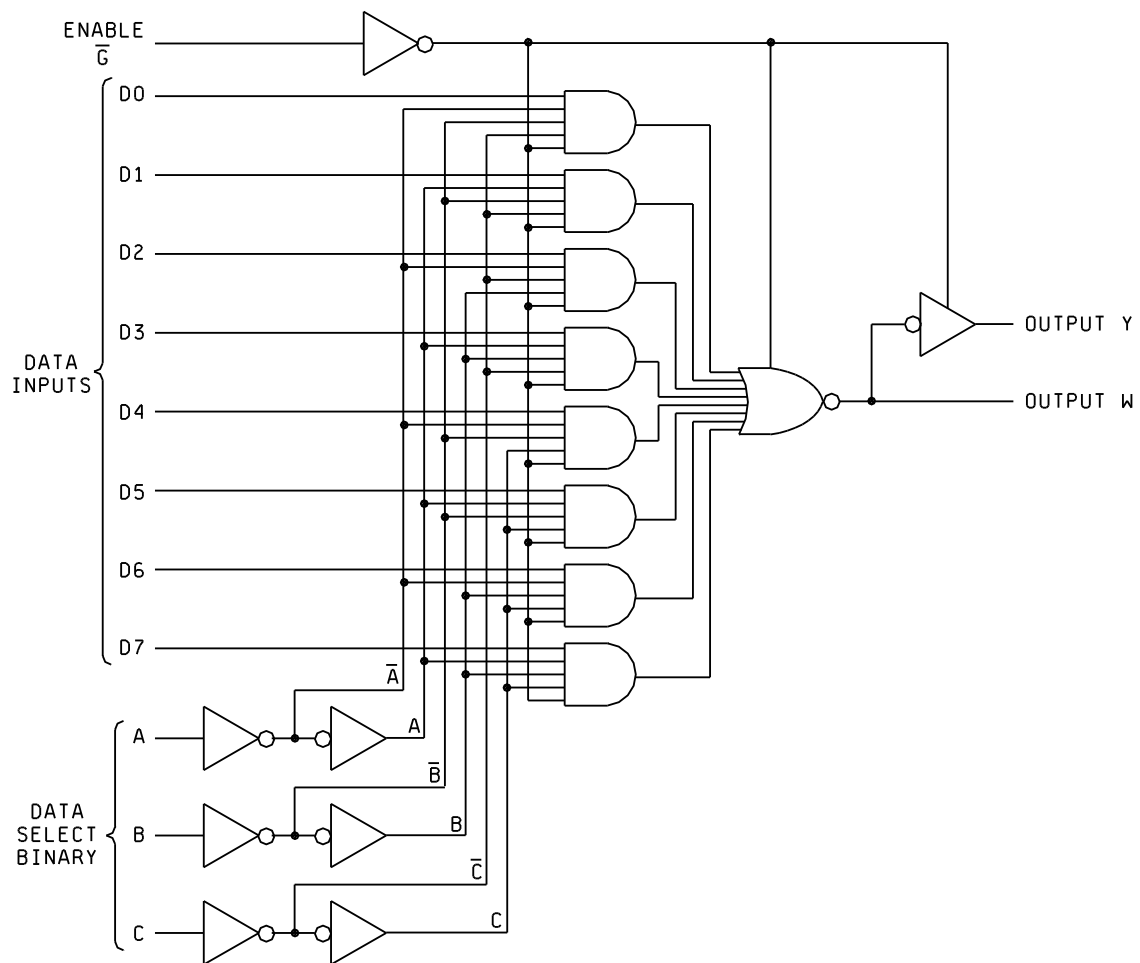 ENABLE
G̅
D0
D1
D2
D3
DATA
INPUTS
D4
D5
D6
D7
A̅
A
A
B̅
B
B
C̅
C
C
DATA
SELECT
BINARY
OUTPUT Y
OUTPUT W